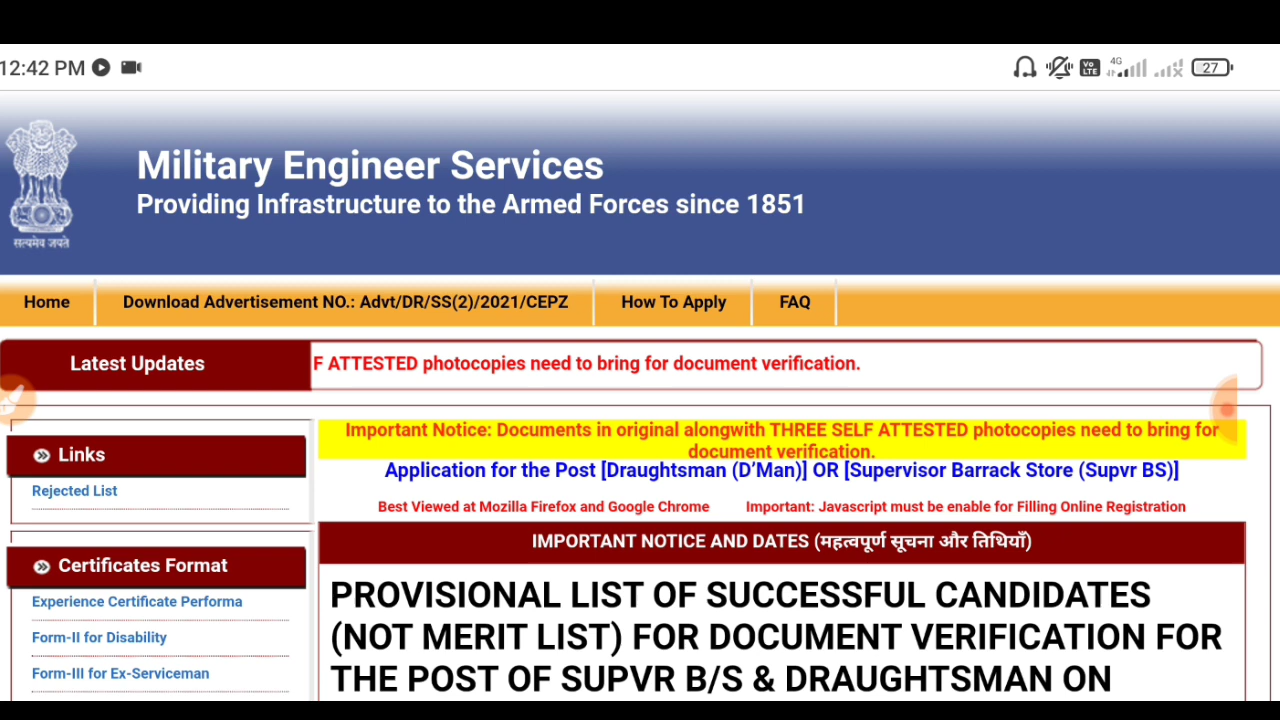 12:42 PM
Vo LTE 4G 27
Military Engineer Services
Providing Infrastructure to the Armed Forces since 1851
सत्यमेव जयते
Home Download Advertisement NO.: Advt/DR/SS(2)/2021/CEPZ How To Apply FAQ
Latest Updates F ATTESTED photocopies need to bring for document verification.
Links
Rejected List
Certificates Format
Experience Certificate Performa
Form-II for Disability
Form-III for Ex-Serviceman
Important Notice: Documents in original alongwith THREE SELF ATTESTED photocopies need to bring for
document verification.
Application for the Post [Draughtsman (D’Man)] OR [Supervisor Barrack Store (Supvr BS)]
Best Viewed at Mozilla Firefox and Google Chrome Important: Javascript must be enable for Filling Online Registration
IMPORTANT NOTICE AND DATES (महत्वपूर्ण सूचना और तिथियाँ)
PROVISIONAL LIST OF SUCCESSFUL CANDIDATES
(NOT MERIT LIST) FOR DOCUMENT VERIFICATION FOR
THE POST OF SUPVR B/S & DRAUGHTSMAN ON